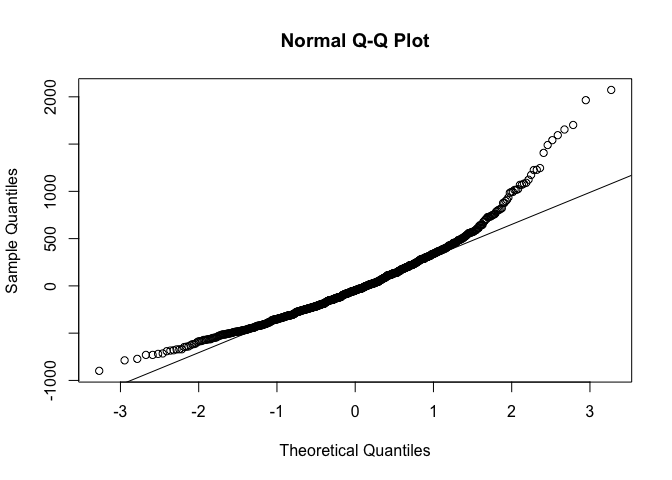 Normal Q-Q Plot
2000
1000
500
0
-1000
Sample Quantiles
-3 -2 -1 0 1 2 3
Theoretical Quantiles